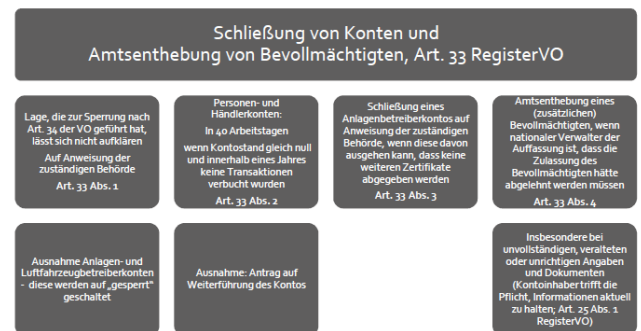 Schließung von Konten und
Amtsenthebung von Bevollmächtigten, Art. 33 RegisterVO
Lage, die zur Sperrung nach
Art. 34 der VO geführt hat,
lässt sich nicht aufklären
Auf Anweisung der
zuständigen Behörde
Art. 33 Abs. 1
Personen- und
Händlerkonten:
In 40 Arbeitstagen
wenn Kontostand gleich null
und innerhalb eines Jahres
keine Transaktionen
verbucht wurden
Art. 33 Abs. 2
Schließung eines
Anlagenbetreiberkontos auf
Anweisung der zuständigen
Behörde, wenn diese davon
ausgehen kann, dass keine
weiteren Zertifikate
abgegeben werden
Art. 33 Abs. 3
Amtsenthebung eines
(zusätzlichen)
Bevollmächtigten, wenn
nationaler Verwalter der
Auffassung ist, dass die
Zulassung des
Bevollmächtigten hätte
abgelehnt werden müssen
Art. 33 Abs. 4
Ausnahme Anlagen- und
Luftfahrzeugbetreiberkonten
- diese werden auf „gesperrt“
geschaltet
Ausnahme: Antrag auf
Weiterführung des Kontos
Insbesondere bei
unvollständigen, veralteten
oder unrichtigen Angaben
und Dokumenten
(Kontoinhaber trifft die
Pflicht, Informationen aktuell
zu halten; Art. 25 Abs. 1
RegisterVO)